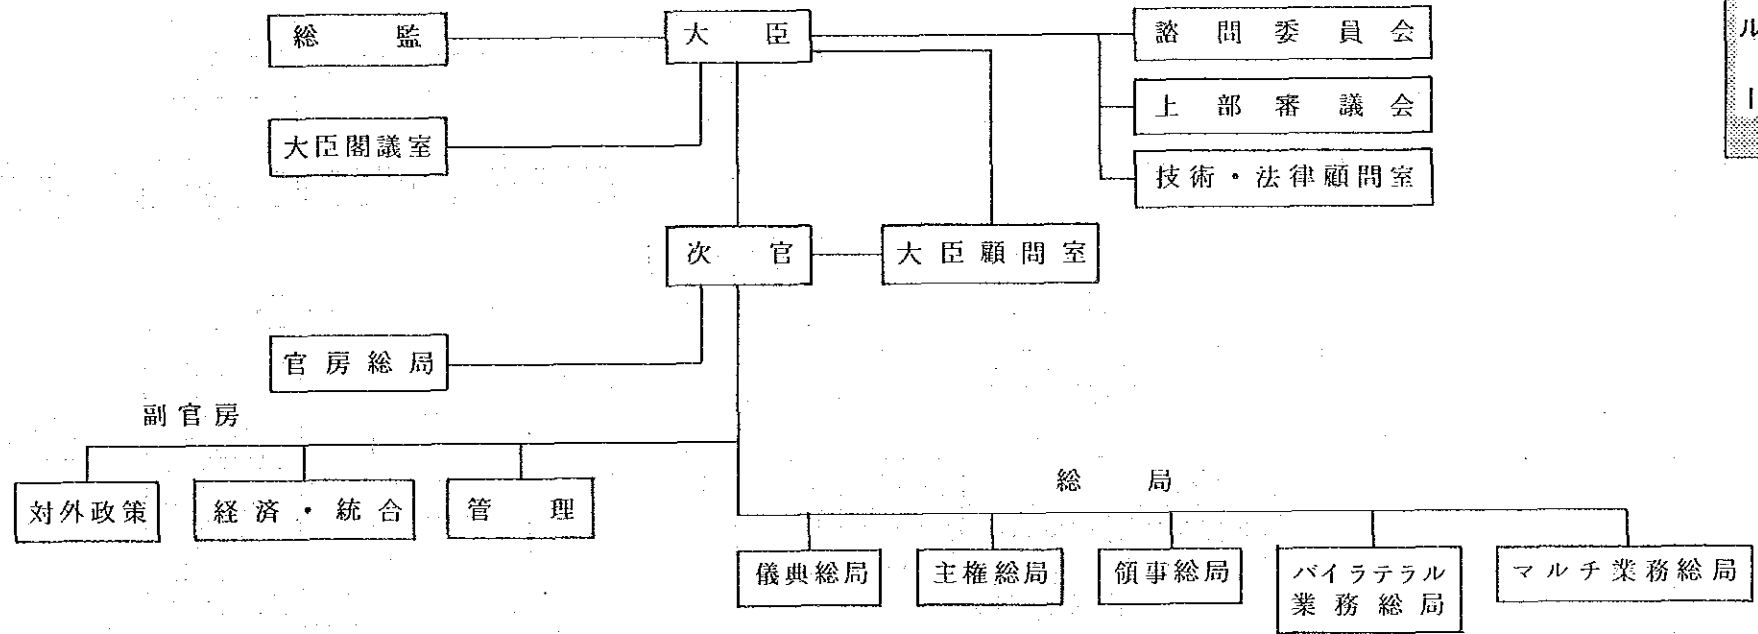 総監
大臣
諮問委員会
上部審議会
大臣閣議室
技術・法律顧問室
次官
大臣顧問室
官房総局
副官房
対外政策
経済・統合
管理
総局
儀典総局
主権総局
領事総局
バイラテラル
業務総局
マルチ業務総局
ル
ー